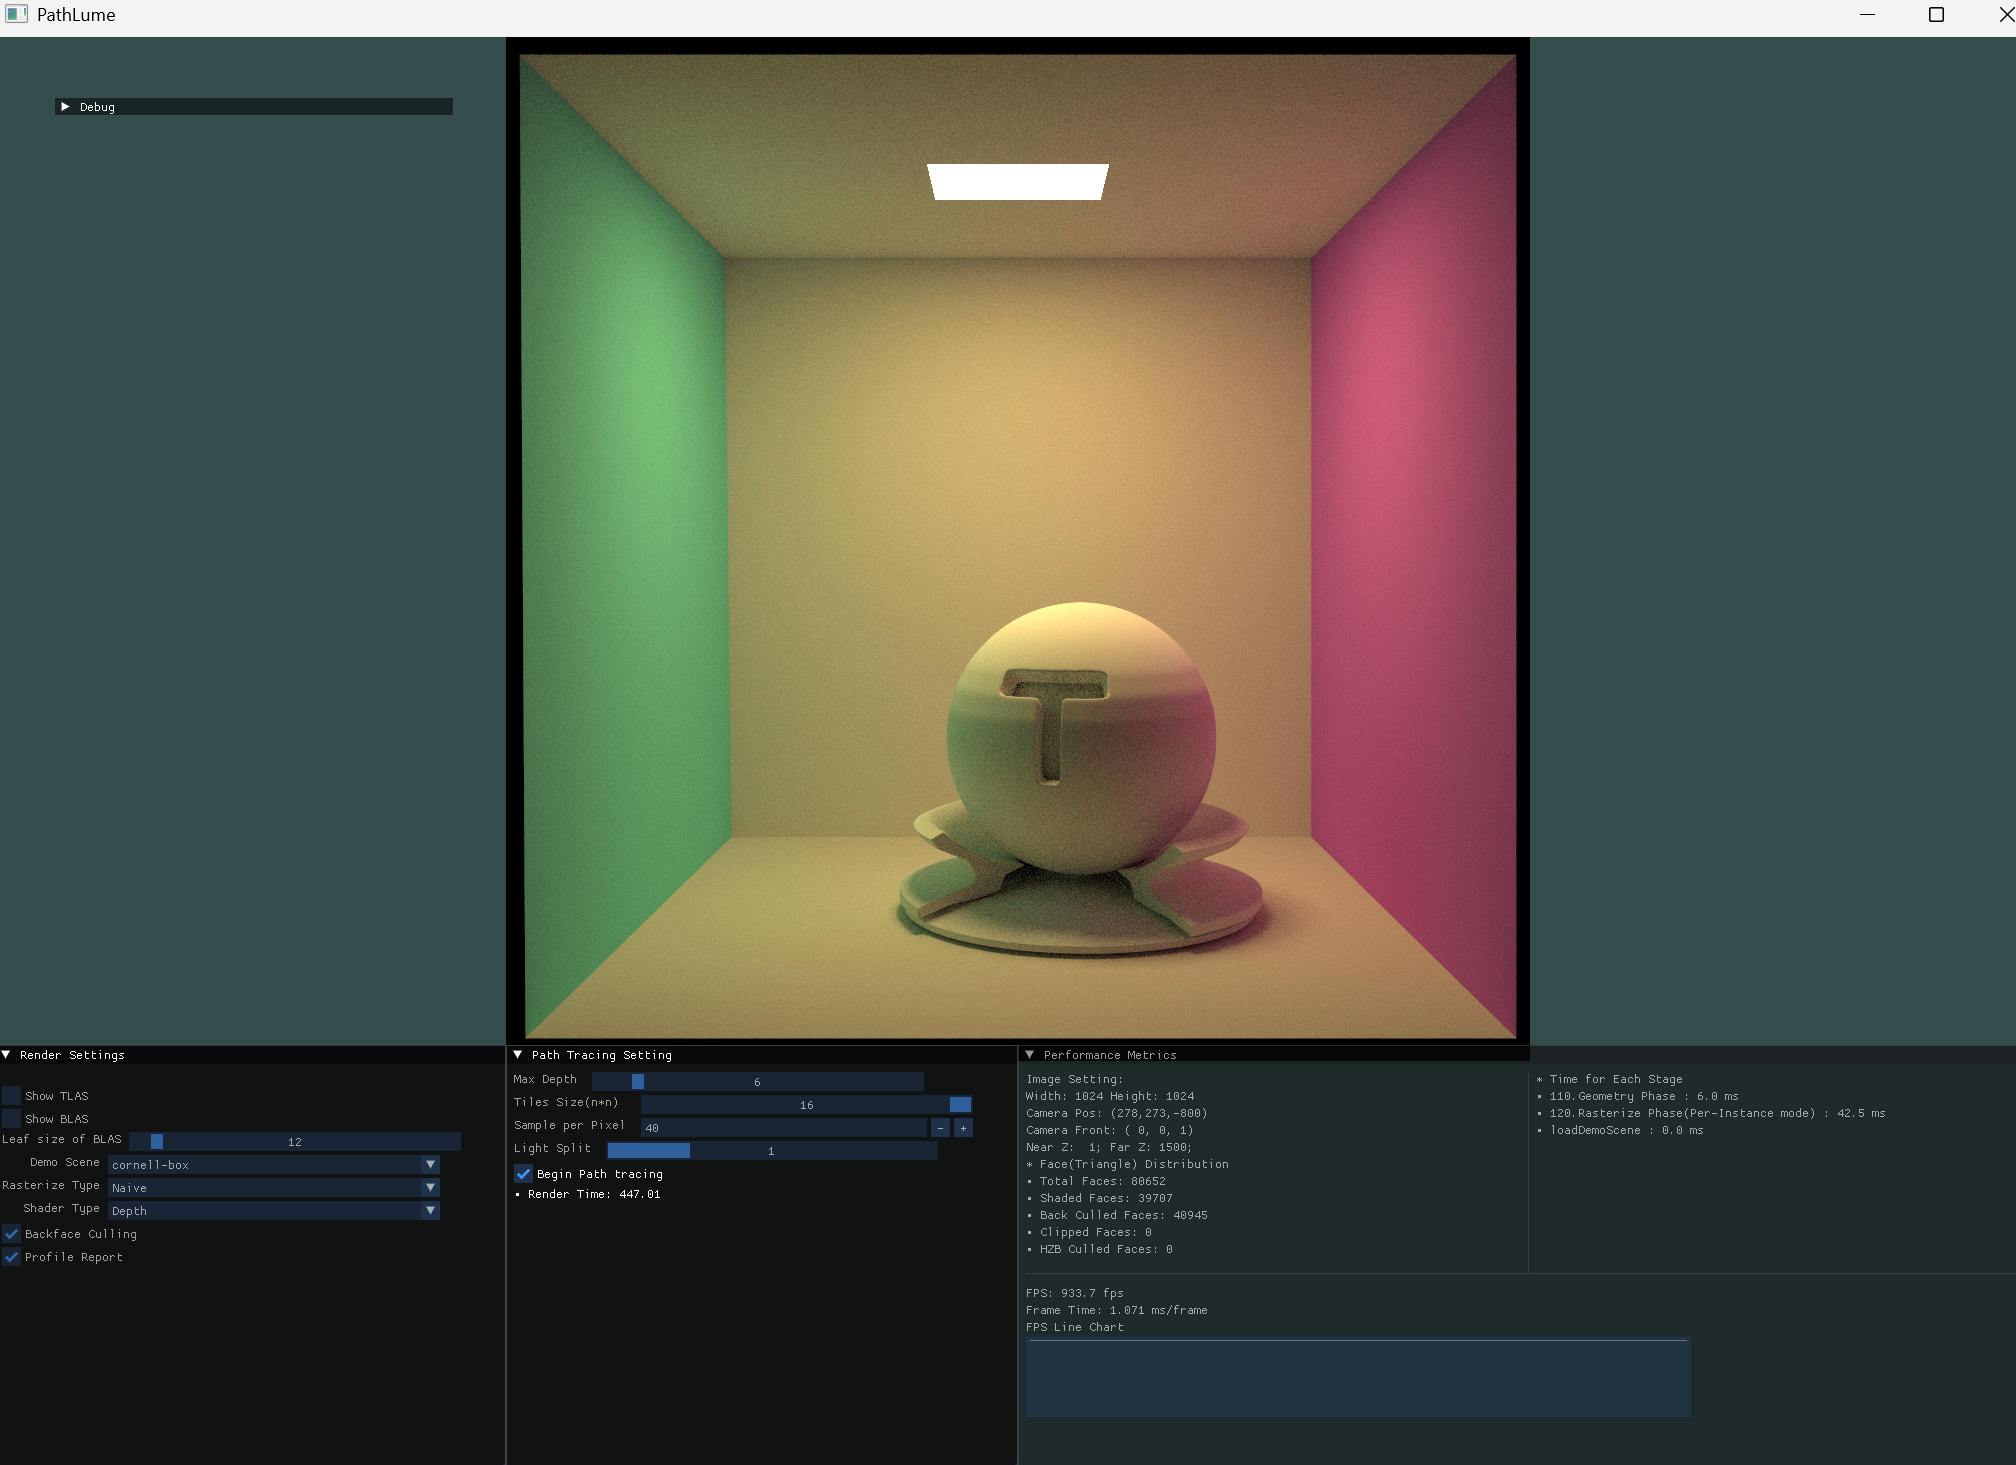 PathLume
Debug
T
Render Settings
Show TLAS
Show BLAS
Leaf size of BLAS 12
Demo Scene cornell-box
Rasterize Type Naive
Shader Type Depth
Backface Culling
Profile Report
Path Tracing Setting
Max Depth 6
Tiles Size(n*n) 16
Sample per Pixel 40 - +
Light Split 1
Begin Path tracing
• Render Time: 447.01
Performance Metrics
Image Setting:
Width: 1024 Height: 1024
Camera Pos: (278,273,-800)
Camera Front: ( 0, 0, 1)
Near Z:  1; Far Z: 1500;
* Face(Triangle) Distribution
• Total Faces: 80652
• Shaded Faces: 39707
• Back Culled Faces: 40945
• Clipped Faces: 0
• HZB Culled Faces: 0
* Time for Each Stage
• 110.Geometry Phase : 6.0 ms
• 120.Rasterize Phase(Per-Instance mode) : 42.5 ms
• loadDemoScene : 0.0 ms
FPS: 933.7 fps
Frame Time: 1.071 ms/frame
FPS Line Chart